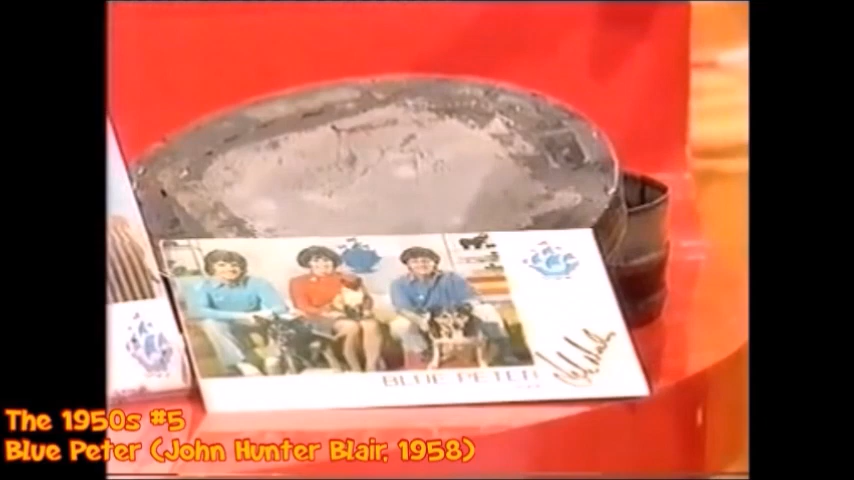 BLUE PETER
The 1950s #5
Blue Peter (John Hunter Blair, 1958)